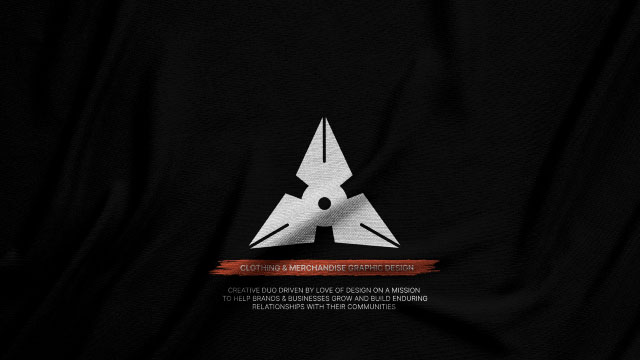 CLOTHING & MERCHANDISE GRAPHIC DESIGN
CREATIVE DUO DRIVEN BY LOVE OF DESIGN ON A MISSION
TO HELP BRANDS & BUSINESSES GROW AND BUILD ENDURING
RELATIONSHIPS WITH THEIR COMMUNITIES